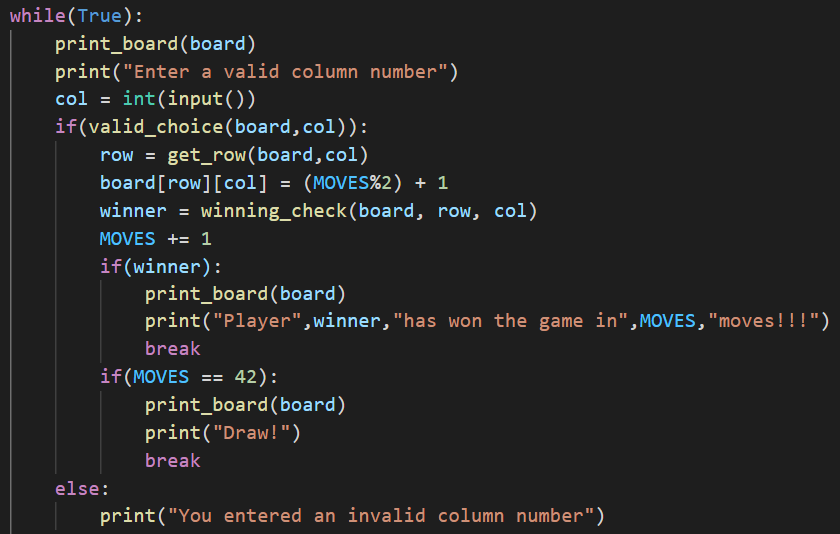 while(True):
    print_board(board)
    print("Enter a valid column number")
    col = int(input())
    if(valid_choice(board,col)):
        row = get_row(board,col)
        board[row][col] = (MOVES%2) + 1
        winner = winning_check(board, row, col)
        MOVES += 1
        if(winner):
            print_board(board)
            print("Player",winner,"has won the game in",MOVES,"moves!!!")
            break
        if(MOVES == 42):
            print_board(board)
            print("Draw!")
            break
    else:
        print("You entered an invalid column number")